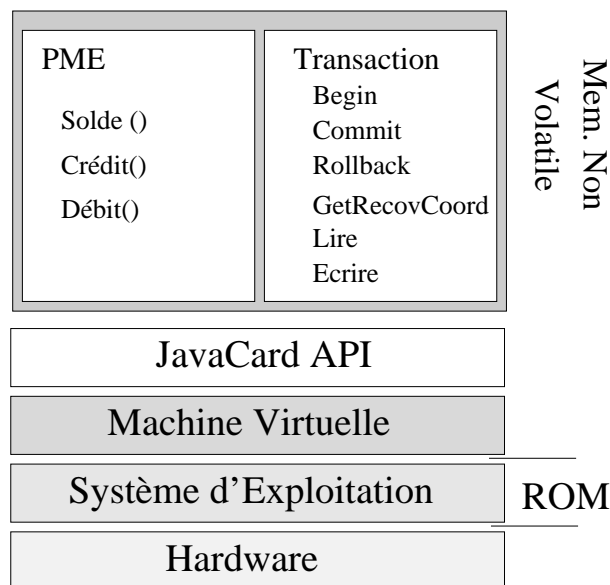 PME
Solde ()
Crédit()
Débit()
Transaction
Begin
Commit
Rollback
GetRecovCoord
Lire
Ecrire
Mem. Non
Volatile
JavaCard API
Machine Virtuelle
Système d'Exploitation
ROM
Hardware